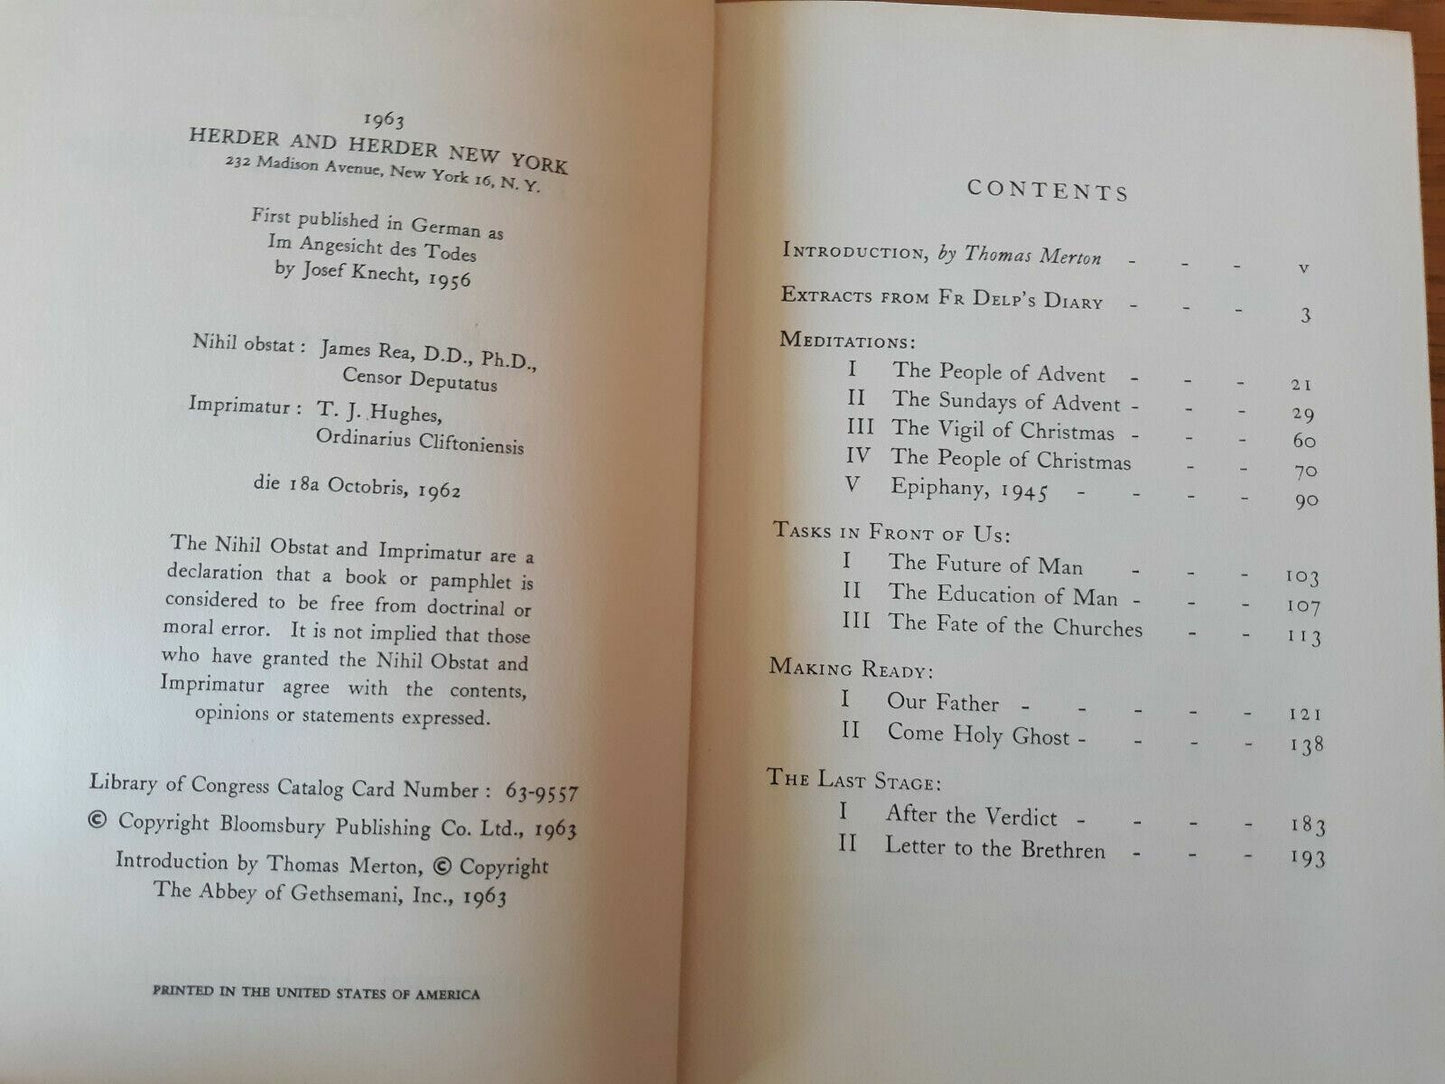 1963
HERDER AND HERDER NEW YORK
232 Madison Avenue, New York 16, N. Y.
First published in German as
Im Angesicht des Todes
by Josef Knecht, 1956
Nihil obstat : James Rea, D.D., Ph.D.,
Censor Deputatus
Imprimatur : T. J. Hughes,
Ordinarius Cliftoniensis
die 18a Octobris, 1962
The Nihil Obstat and Imprimatur are a
declaration that a book or pamphlet is
considered to be free from doctrinal or
moral error. It is not implied that those
who have granted the Nihil Obstat and
Imprimatur agree with the contents,
opinions or statements expressed.
Library of Congress Catalog Card Number : 63-9557
© Copyright Bloomsbury Publishing Co. Ltd., 1963
Introduction by Thomas Merton, © Copyright
The Abbey of Gethsemani, Inc., 1963
PRINTED IN THE UNITED STATES OF AMERICA
CONTENTS
INTRODUCTION, by Thomas Merton - - - v
EXTRACTS FROM FR DELP'S DIARY - - - 3
MEDITATIONS:
I The People of Advent - - - 21
II The Sundays of Advent - - - 29
III The Vigil of Christmas - - - 60
IV The People of Christmas - - 70
V Epiphany, 1945 - - - - 90
TASKS IN FRONT OF US:
I The Future of Man - - - 103
II The Education of Man - - - 107
III The Fate of the Churches - - 113
MAKING READY:
I Our Father - - - - - 121
II Come Holy Ghost - - - - 138
THE LAST STAGE:
I After the Verdict - - - - 183
II Letter to the Brethren - - - 193